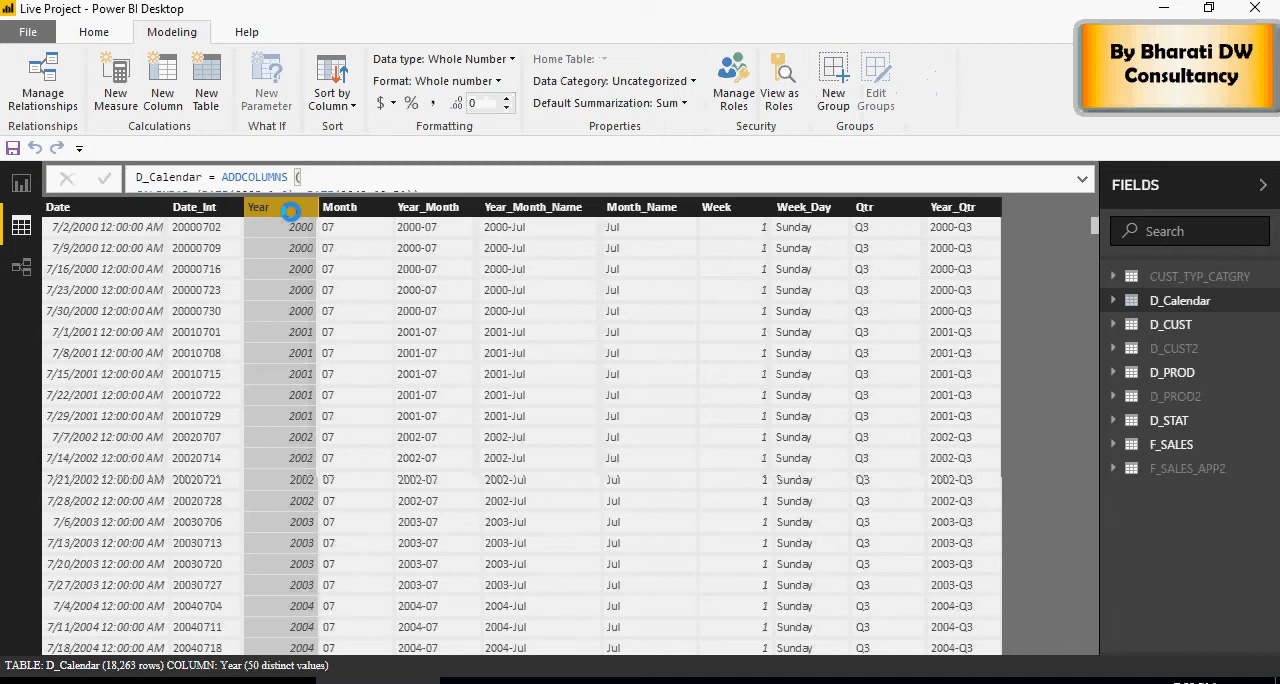 Live Project - Power BI Desktop
By Bharati DW
Consultancy
File Home Modeling Help
Manage Relationships
New Measure
New Column
New Table
New Parameter
Sort by Column
Data type: Whole Number
Format: Whole number
$ % , .00 0
Home Table:
Data Category: Uncategorized
Default Summarization: Sum
Manage Roles
View as Roles
New Group
Edit Groups
Relationships Calculations What If Sort Formatting Properties Security Groups
D_Calendar = ADDCOLUMNS (
FIELDS
Search
CUST_TYP_CATGRY
D_Calendar
D_CUST
D_CUST2
D_PROD
D_PROD2
D_STAT
F_SALES
F_SALES_APP2
Date Date_Int Year Month Year_Month Year_Month_Name Month_Name Week Week_Day Qtr Year_Qtr
7/2/2000 12:00:00 AM 20000702 2000 07 2000-07 2000-Jul Jul 1 Sunday Q3 2000-Q3
7/9/2000 12:00:00 AM 20000709 2000 07 2000-07 2000-Jul Jul 1 Sunday Q3 2000-Q3
7/16/2000 12:00:00 AM 20000716 2000 07 2000-07 2000-Jul Jul 1 Sunday Q3 2000-Q3
7/23/2000 12:00:00 AM 20000723 2000 07 2000-07 2000-Jul Jul 1 Sunday Q3 2000-Q3
7/30/2000 12:00:00 AM 20000730 2000 07 2000-07 2000-Jul Jul 1 Sunday Q3 2000-Q3
7/1/2001 12:00:00 AM 20010701 2001 07 2001-07 2001-Jul Jul 1 Sunday Q3 2001-Q3
7/8/2001 12:00:00 AM 20010708 2001 07 2001-07 2001-Jul Jul 1 Sunday Q3 2001-Q3
7/15/2001 12:00:00 AM 20010715 2001 07 2001-07 2001-Jul Jul 1 Sunday Q3 2001-Q3
7/22/2001 12:00:00 AM 20010722 2001 07 2001-07 2001-Jul Jul 1 Sunday Q3 2001-Q3
7/29/2001 12:00:00 AM 20010729 2001 07 2001-07 2001-Jul Jul 1 Sunday Q3 2001-Q3
7/7/2002 12:00:00 AM 20020707 2002 07 2002-07 2002-Jul Jul 1 Sunday Q3 2002-Q3
7/14/2002 12:00:00 AM 20020714 2002 07 2002-07 2002-Jul Jul 1 Sunday Q3 2002-Q3
7/21/2002 12:00:00 AM 20020721 2002 07 2002-07 2002-Jul Jul 1 Sunday Q3 2002-Q3
7/28/2002 12:00:00 AM 20020728 2002 07 2002-07 2002-Jul Jul 1 Sunday Q3 2002-Q3
7/6/2003 12:00:00 AM 20030706 2003 07 2003-07 2003-Jul Jul 1 Sunday Q3 2003-Q3
7/13/2003 12:00:00 AM 20030713 2003 07 2003-07 2003-Jul Jul 1 Sunday Q3 2003-Q3
7/20/2003 12:00:00 AM 20030720 2003 07 2003-07 2003-Jul Jul 1 Sunday Q3 2003-Q3
7/27/2003 12:00:00 AM 20030727 2003 07 2003-07 2003-Jul Jul 1 Sunday Q3 2003-Q3
7/4/2004 12:00:00 AM 20040704 2004 07 2004-07 2004-Jul Jul 1 Sunday Q3 2004-Q3
7/11/2004 12:00:00 AM 20040711 2004 07 2004-07 2004-Jul Jul 1 Sunday Q3 2004-Q3
7/18/2004 12:00:00 AM 20040718 2004 07 2004-07 2004-Jul Jul 1 Sunday Q3 2004-Q3
TABLE: D_Calendar (18,263 rows) COLUMN: Year (50 distinct values)